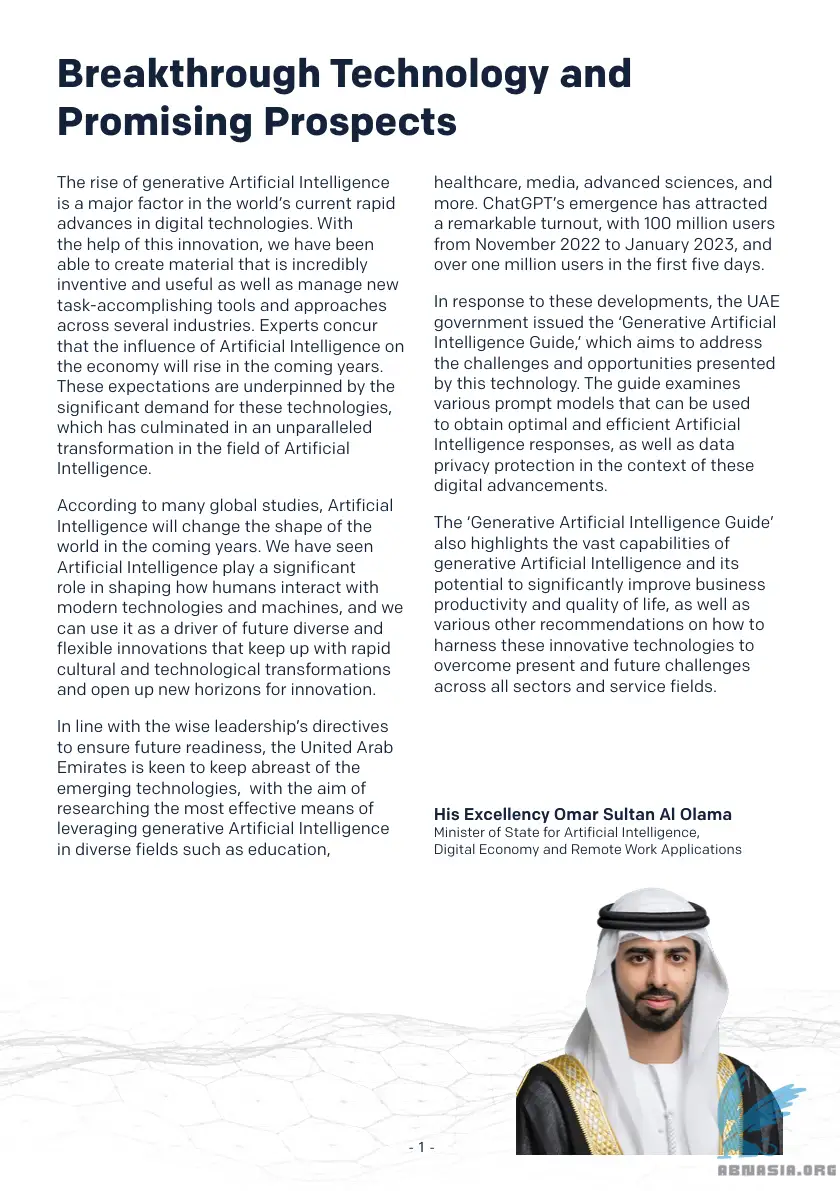 Breakthrough Technology and
Promising Prospects
The rise of generative Artificial Intelligence
is a major factor in the world's current rapid
advances in digital technologies. With
the help of this innovation, we have been
able to create material that is incredibly
inventive and useful as well as manage new
task-accomplishing tools and approaches
across several industries. Experts concur
that the influence of Artificial Intelligence on
the economy will rise in the coming years.
These expectations are underpinned by the
significant demand for these technologies,
which has culminated in an unparalleled
transformation in the field of Artificial
Intelligence.
According to many global studies, Artificial
Intelligence will change the shape of the
world in the coming years. We have seen
Artificial Intelligence play a significant
role in shaping how humans interact with
modern technologies and machines, and we
can use it as a driver of future diverse and
flexible innovations that keep up with rapid
cultural and technological transformations
and open up new horizons for innovation.
In line with the wise leadership's directives
to ensure future readiness, the United Arab
Emirates is keen to keep abreast of the
emerging technologies,  with the aim of
researching the most effective means of
leveraging generative Artificial Intelligence
in diverse fields such as education,
healthcare, media, advanced sciences, and
more. ChatGPT's emergence has attracted
a remarkable turnout, with 100 million users
from November 2022 to January 2023, and
over one million users in the first five days.
In response to these developments, the UAE
government issued the 'Generative Artificial
Intelligence Guide,' which aims to address
the challenges and opportunities presented
by this technology. The guide examines
various prompt models that can be used
to obtain optimal and efficient Artificial
Intelligence responses, as well as data
privacy protection in the context of these
digital advancements.
The 'Generative Artificial Intelligence Guide'
also highlights the vast capabilities of
generative Artificial Intelligence and its
potential to significantly improve business
productivity and quality of life, as well as
various other recommendations on how to
harness these innovative technologies to
overcome present and future challenges
across all sectors and service fields.
His Excellency Omar Sultan Al Olama
Minister of State for Artificial Intelligence,
Digital Economy and Remote Work Applications
- 1 -
ABNASIA.ORG